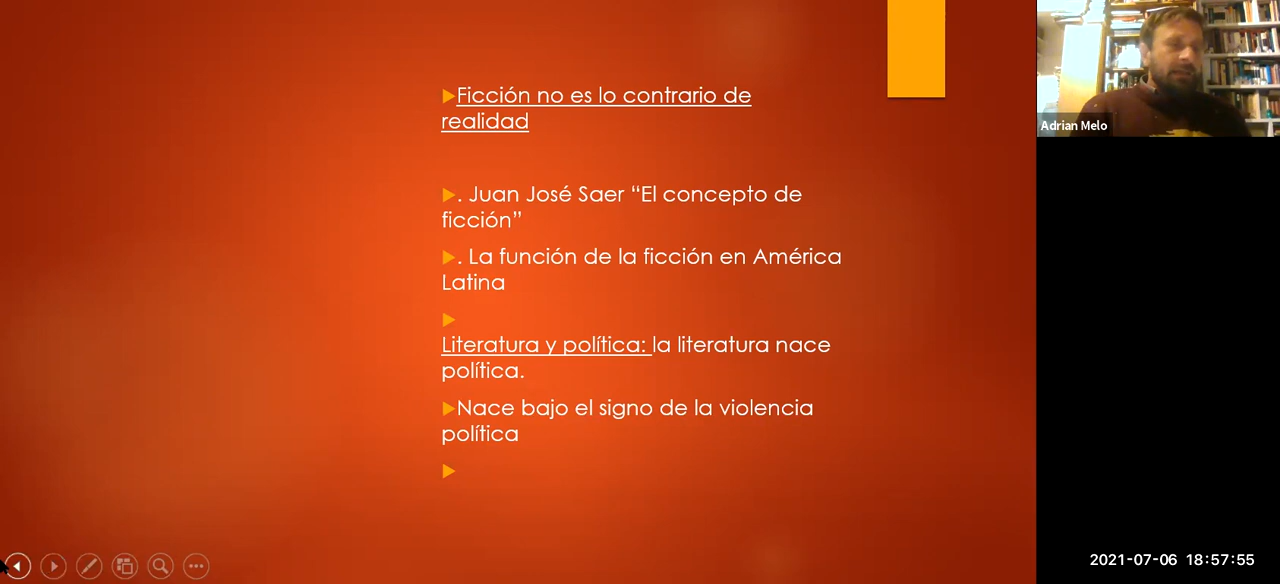 Ficción no es lo contrario de
realidad
. Juan José Saer “El concepto de
ficción”
. La función de la ficción en América
Latina
Literatura y política: la literatura nace
política.
Nace bajo el signo de la violencia
política
Adrian Melo
2021-07-06 18:57:55